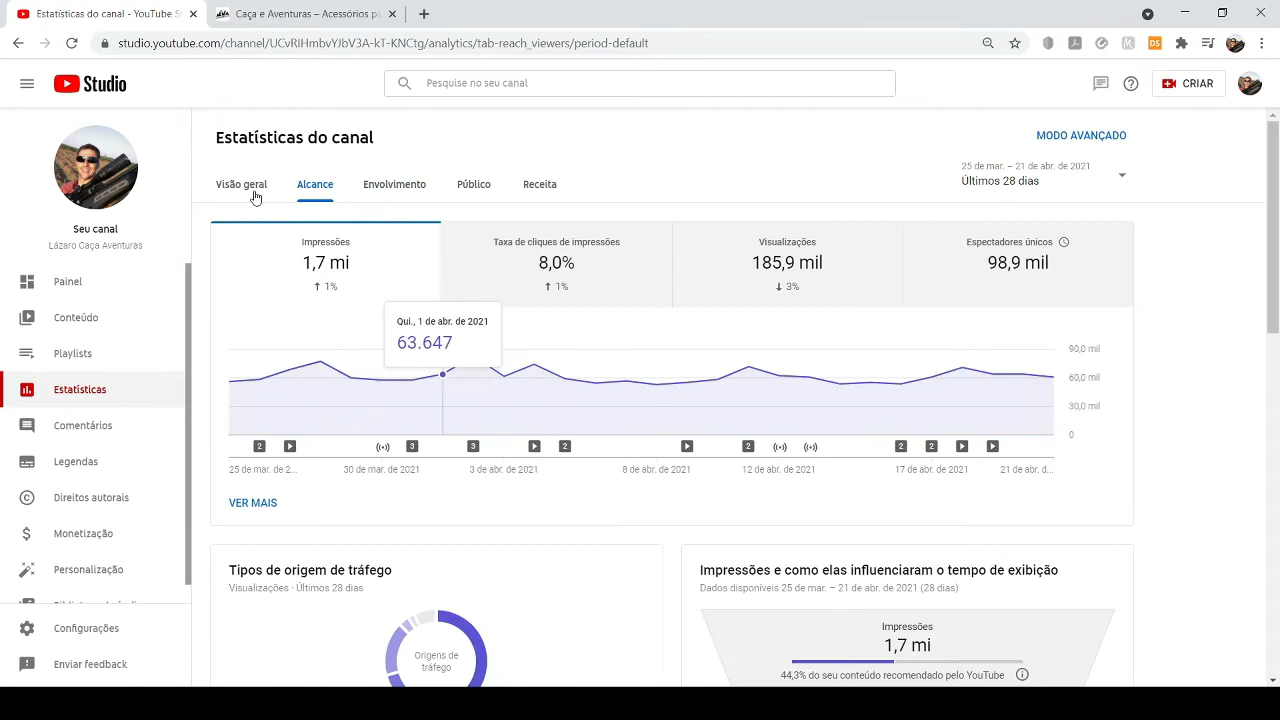 Estatísticas do canal - YouTube S
Caça e Aventuras – Acessórios pa
studio.youtube.com/channel/UCvRIHmbvYJbV3A-kT-KNCtg/analytics/tab-reach_viewers/period-default
Studio
Pesquise no seu canal
CRIAR
Seu canal
Lázaro Caça Aventuras
Painel
Conteúdo
Playlists
Estatísticas
Comentários
Legendas
Direitos autorais
Monetização
Personalização
Configurações
Enviar feedback
Estatísticas do canal
MODO AVANÇADO
Visão geral
Alcance
Envolvimento
Público
Receita
25 de mar. – 21 de abr. de 2021
Últimos 28 dias
Impressões
1,7 mi
↑ 1%
Taxa de cliques de impressões
8,0%
↑ 1%
Visualizações
185,9 mil
↓ 3%
Espectadores únicos
98,9 mil
Qui., 1 de abr. de 2021
63.647
90,0 mil
60,0 mil
30,0 mil
0
2
3
3
2
2
2
2
25 de mar. de 2...
30 de mar. de 2021
3 de abr. de 2021
8 de abr. de 2021
12 de abr. de 2021
17 de abr. de 2021
21 de abr. d...
VER MAIS
Tipos de origem de tráfego
Visualizações · Últimos 28 dias
Origens de
tráfego
Impressões e como elas influenciaram o tempo de exibição
Dados disponíveis 25 de mar. – 21 de abr. de 2021 (28 dias)
Impressões
1,7 mi
44,3% do seu conteúdo recomendado pelo YouTube